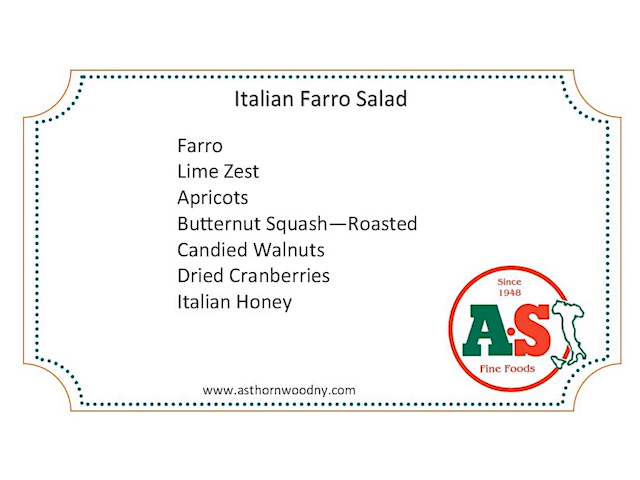 Italian Farro Salad
Farro
Lime Zest
Apricots
Butternut Squash—Roasted
Candied Walnuts
Dried Cranberries
Italian Honey
Since
1948
A·S
Fine Foods
www.asthornwoodny.com